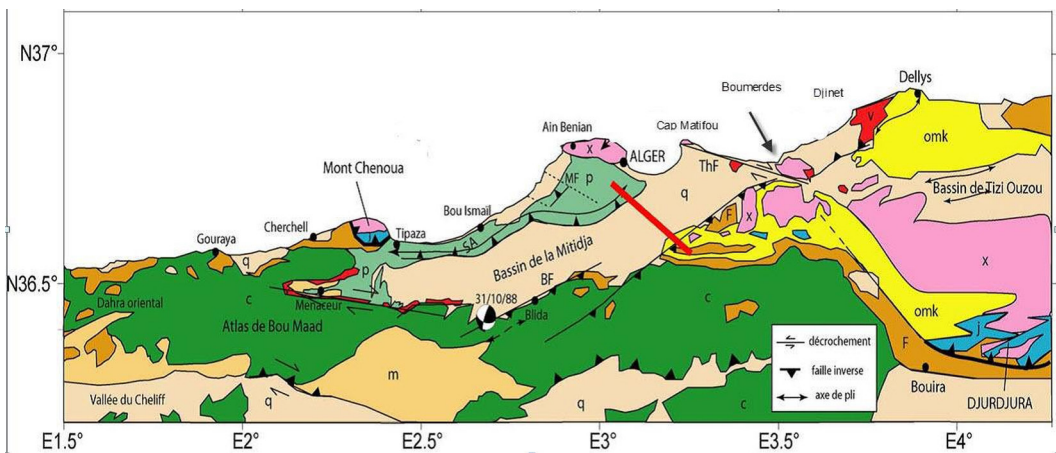 N37°
N36.5°
E1.5°
E2°
E2.5°
E3°
E3.5°
E4°
Dellys
Boumerdes
Djinet
Cap Matifou
Ain Benian
ALGER
v
omk
x
ThF
MF
p
q
Mont Chenoua
Bassin de Tizi Ouzou
Bou Ismaïl
Cherchell
Tipaza
SA
Gouraya
q
F
x
x
Bassin de la Mitidja
p
BF
31/10/88
Menaceur
Blida
Dahra oriental
c
Atlas de Bou Maad
c
omk
j
F
m
décrochement
faille inverse
axe de pli
Bouira
DJURDJURA
Vallée du Cheliff
q
q
c